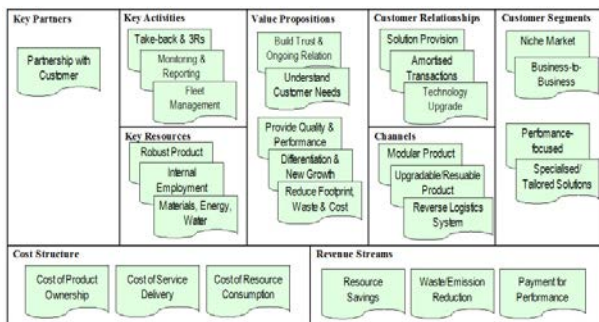 Key Partners
Partnership with
Customer
Key Activities
Take-back & 3Rs
Monitoring &
Reporting
Fleet
Management
Key Resources
Robust Product
Internal
Employment
Materials, Energy,
Water
Value Propositions
Build Trust &
Ongoing Relation
Understand
Customer Needs
Provide Quality &
Performance
Differentiation &
New Growth
Reduce Footprint,
Waste & Cost
Customer Relationships
Solution Provision
Amortised
Transactions
Technology
Upgrade
Channels
Modular Product
Upgradable/Resuable
Product
Reverse Logistics
System
Customer Segments
Niche Market
Business-to-
Business
Perfomance-
focused
Specialised/
Tailored Solutions
Cost Structure
Cost of Product
Ownership
Cost of Service
Delivery
Cost of Resource
Consumption
Revenue Streams
Resource
Savings
Waste/Emission
Reduction
Payment for
Performance